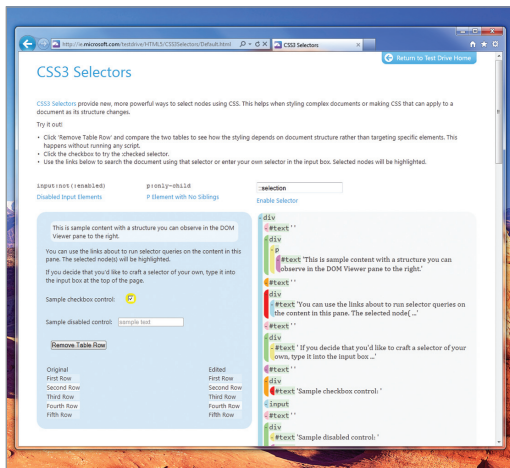 http://ie.microsoft.com/testdrive/HTML5/CSS3Selectors/Default.html
CSS3 Selectors
Return to Test Drive Home
CSS3 Selectors
CSS3 Selectors provide new, more powerful ways to select nodes using CSS. This helps when styling complex documents or making CSS that can apply to a
document as its structure changes.
Try it out!
• Click 'Remove Table Row' and compare the two tables to see how the styling depends on document structure rather than targeting specific elements. This
happens without running any script.
• Click the checkbox to try the :checked selector.
• Use the links below to search the document using that selector or enter your own selector in the input box. Selected nodes will be highlighted.
input:not(:enabled)
p:only-child
::selection
Disabled Input Elements
P Element with No Siblings
Enable Selector
This is sample content with a structure you can observe in the DOM
Viewer pane to the right.
You can use the links about to run selector queries on the content in this
pane. The selected node(s) will be highlighted.
If you decide that you'd like to craft a selector of your own, type it into
the input box at the top of the page.
Sample checkbox control:
Sample disabled control: sample text
Remove Table Row
Original
First Row
Second Row
Third Row
Fourth Row
Fifth Row
Edited
First Row
Second Row
Third Row
Fourth Row
Fifth Row
div
#text ' '
div
p
#text 'This is sample content with a structure you can
observe in the DOM Viewer pane to the right.'
#text ' '
div
#text 'You can use the links about to run selector queries on
the content in this pane. The selected node( ...'
#text ' '
div
#text ' If you decide that you'd like to craft a selector of your
own, type it into the input box ...'
#text ' '
div
#text 'Sample checkbox control: '
input
#text ' '
div
#text 'Sample disabled control: '